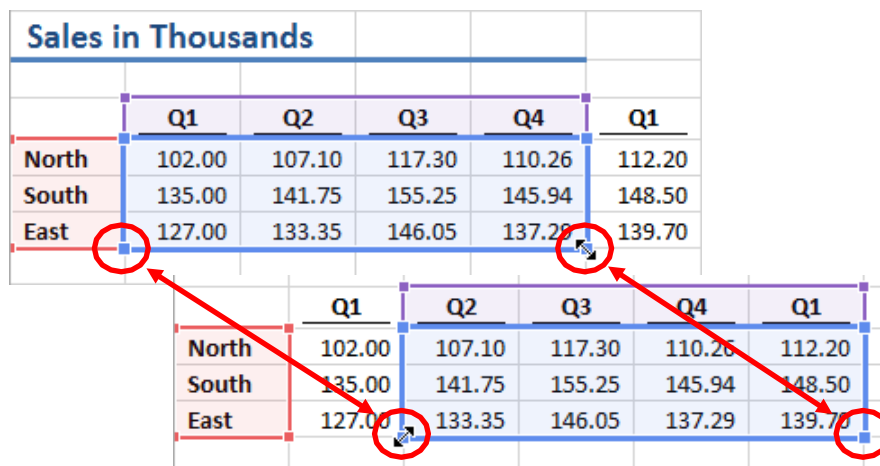 Sales in Thousands
Q1 Q2 Q3 Q4 Q1
North 102.00 107.10 117.30 110.26 112.20
South 135.00 141.75 155.25 145.94 148.50
East 127.00 133.35 146.05 137.29 139.70
Q1 Q2 Q3 Q4 Q1
North 102.00 107.10 117.30 110.26 112.20
South 135.00 141.75 155.25 145.94 148.50
East 127.00 133.35 146.05 137.29 139.70